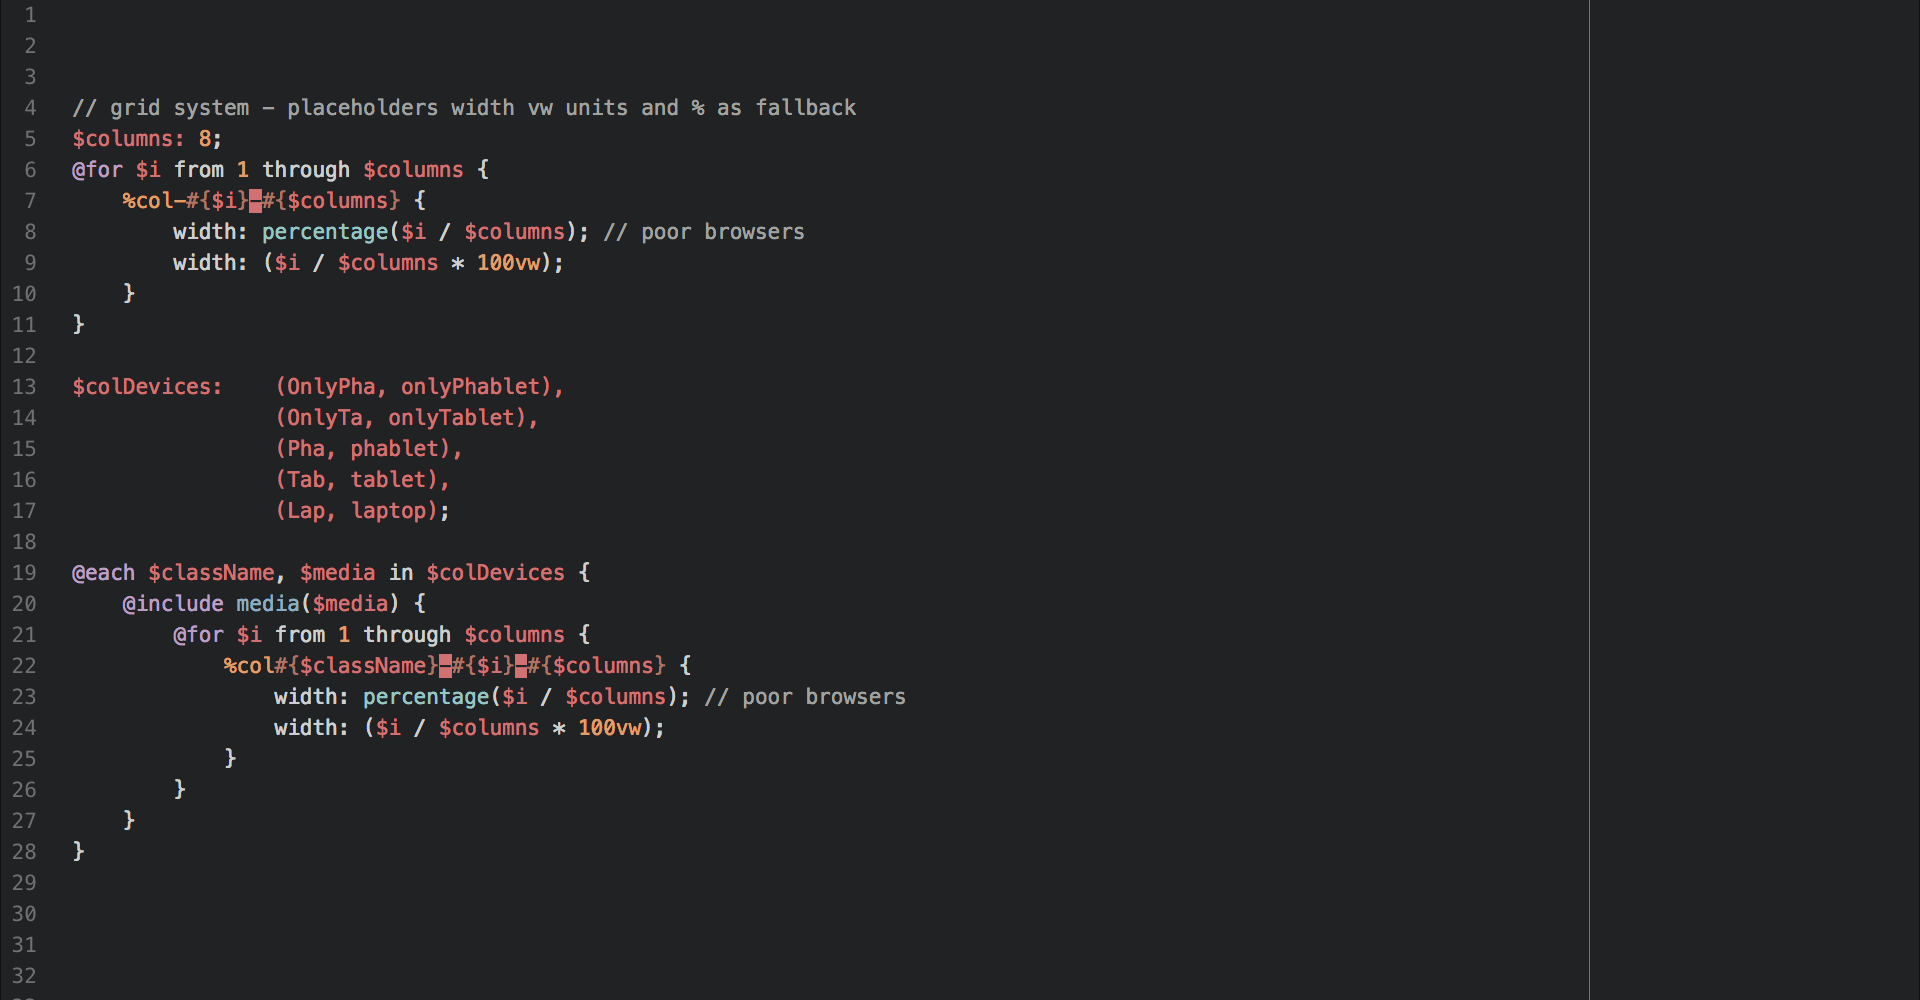 1
2
3
4 // grid system - placeholders width vw units and % as fallback
5 $columns: 8;
6 @for $i from 1 through $columns {
7     %col-#{$i}-#{$columns} {
8         width: percentage($i / $columns); // poor browsers
9         width: ($i / $columns * 100vw);
10     }
11 }
12
13 $colDevices:    (OnlyPha, onlyPhablet),
14                 (OnlyTa, onlyTablet),
15                 (Pha, phablet),
16                 (Tab, tablet),
17                 (Lap, laptop);
18
19 @each $className, $media in $colDevices {
20     @include media($media) {
21         @for $i from 1 through $columns {
22             %col#{$className}-#{$i}-#{$columns} {
23                 width: percentage($i / $columns); // poor browsers
24                 width: ($i / $columns * 100vw);
25             }
26         }
27     }
28 }
29
30
31
32